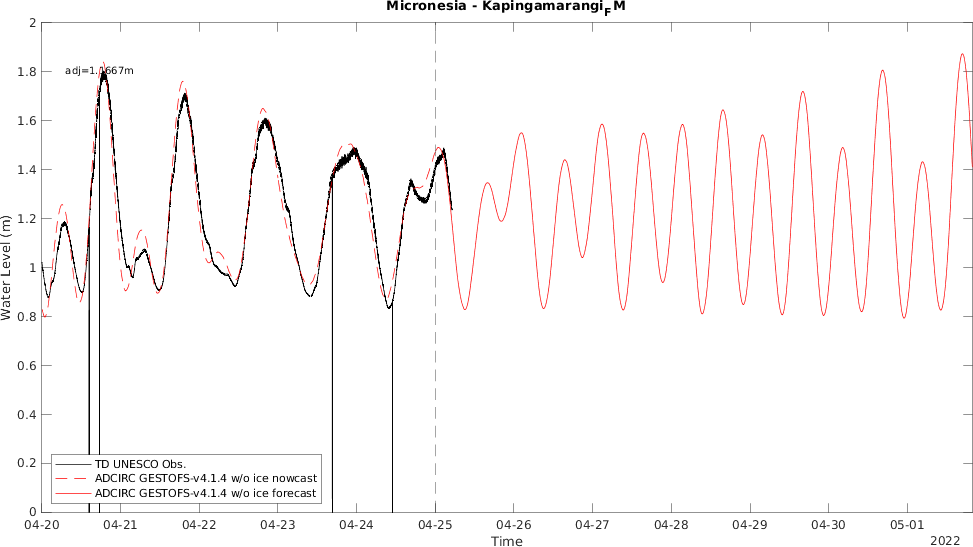 Micronesia - Kapingamarangi_FM
2
1.8
1.6
1.4
1.2
1
0.8
0.6
0.4
0.2
0
Water Level (m)
adj=1.1667m
TD UNESCO Obs.
ADCIRC GESTOFS-v4.1.4 w/o ice nowcast
ADCIRC GESTOFS-v4.1.4 w/o ice forecast
04-20 04-21 04-22 04-23 04-24 04-25 04-26 04-27 04-28 04-29 04-30 05-01
Time
2022